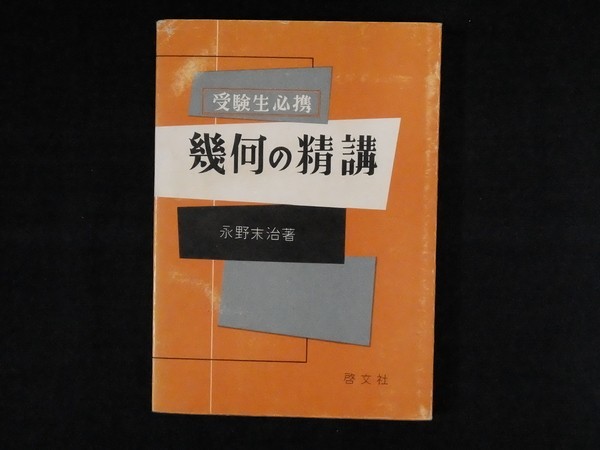 受験生必携
幾何の精講
永野末治著
啓文社